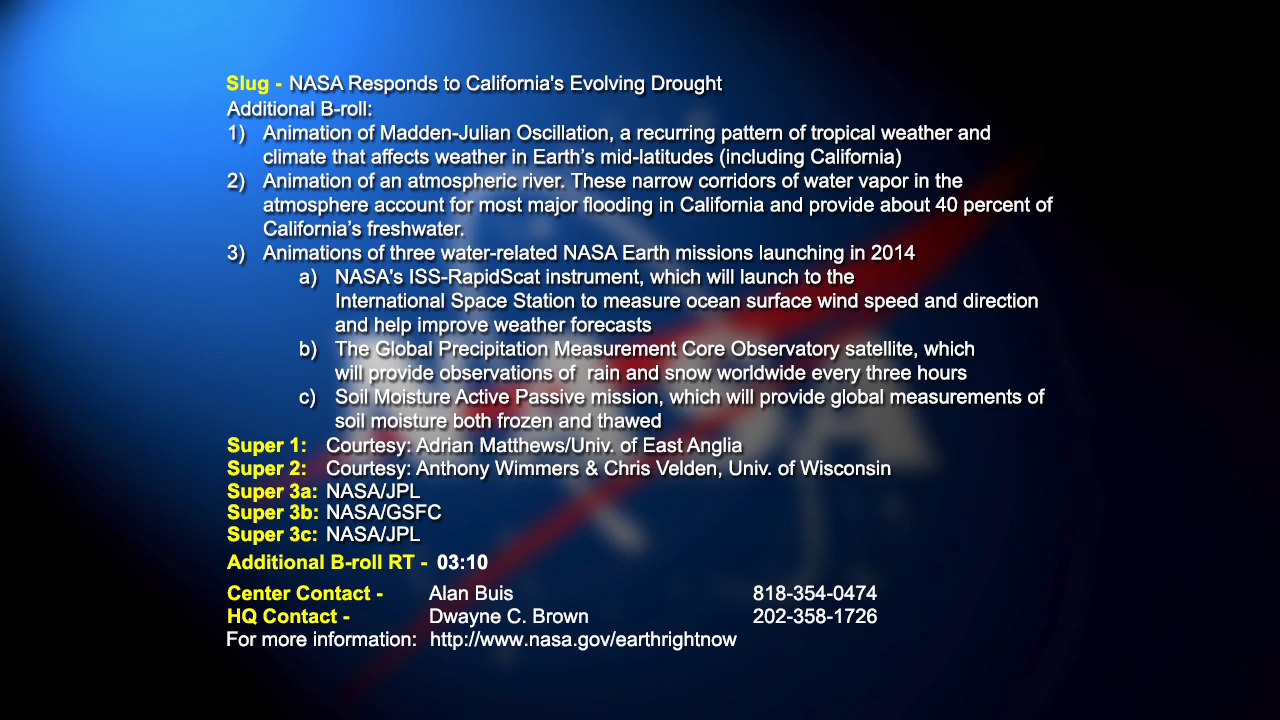 Slug - NASA Responds to California's Evolving Drought
Additional B-roll:
1) Animation of Madden-Julian Oscillation, a recurring pattern of tropical weather and
climate that affects weather in Earth's mid-latitudes (including California)
2) Animation of an atmospheric river. These narrow corridors of water vapor in the
atmosphere account for most major flooding in California and provide about 40 percent of
California's freshwater.
3) Animations of three water-related NASA Earth missions launching in 2014
a) NASA's ISS-RapidScat instrument, which will launch to the
International Space Station to measure ocean surface wind speed and direction
and help improve weather forecasts
b) The Global Precipitation Measurement Core Observatory satellite, which
will provide observations of rain and snow worldwide every three hours
c) Soil Moisture Active Passive mission, which will provide global measurements of
soil moisture both frozen and thawed
Super 1: Courtesy: Adrian Matthews/Univ. of East Anglia
Super 2: Courtesy: Anthony Wimmers & Chris Velden, Univ. of Wisconsin
Super 3a: NASA/JPL
Super 3b: NASA/GSFC
Super 3c: NASA/JPL
Additional B-roll RT - 03:10
Center Contact - Alan Buis 818-354-0474
HQ Contact - Dwayne C. Brown 202-358-1726
For more information: http://www.nasa.gov/earthrightnow